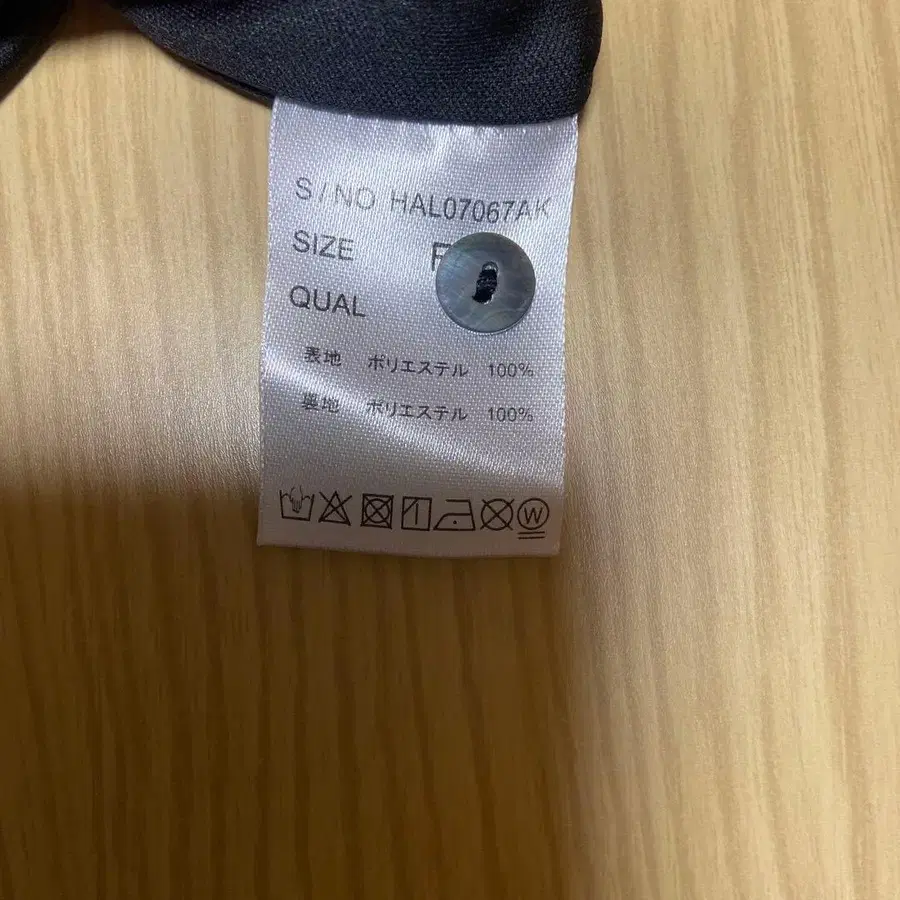 S/NO HAL07067AK
SIZE F
QUAL
表地 ポリエステル 100%
裏地 ポリエステル 100%
W